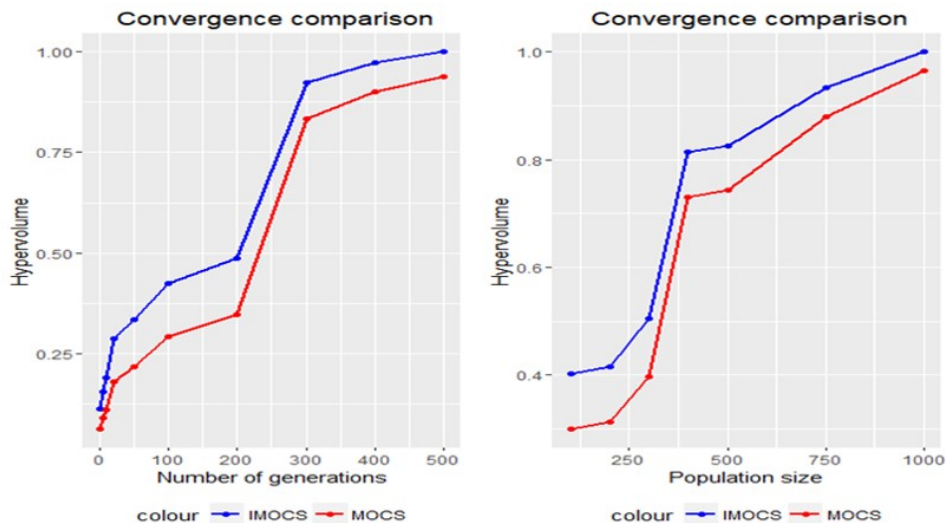 Convergence comparison
Hypervolume
1.00
0.75
0.50
0.25
0 100 200 300 400 500
Number of generations
colour IMOCS MOCS
Convergence comparison
Hypervolume
1.0
0.8
0.6
0.4
250 500 750 1000
Population size
colour IMOCS MOCS